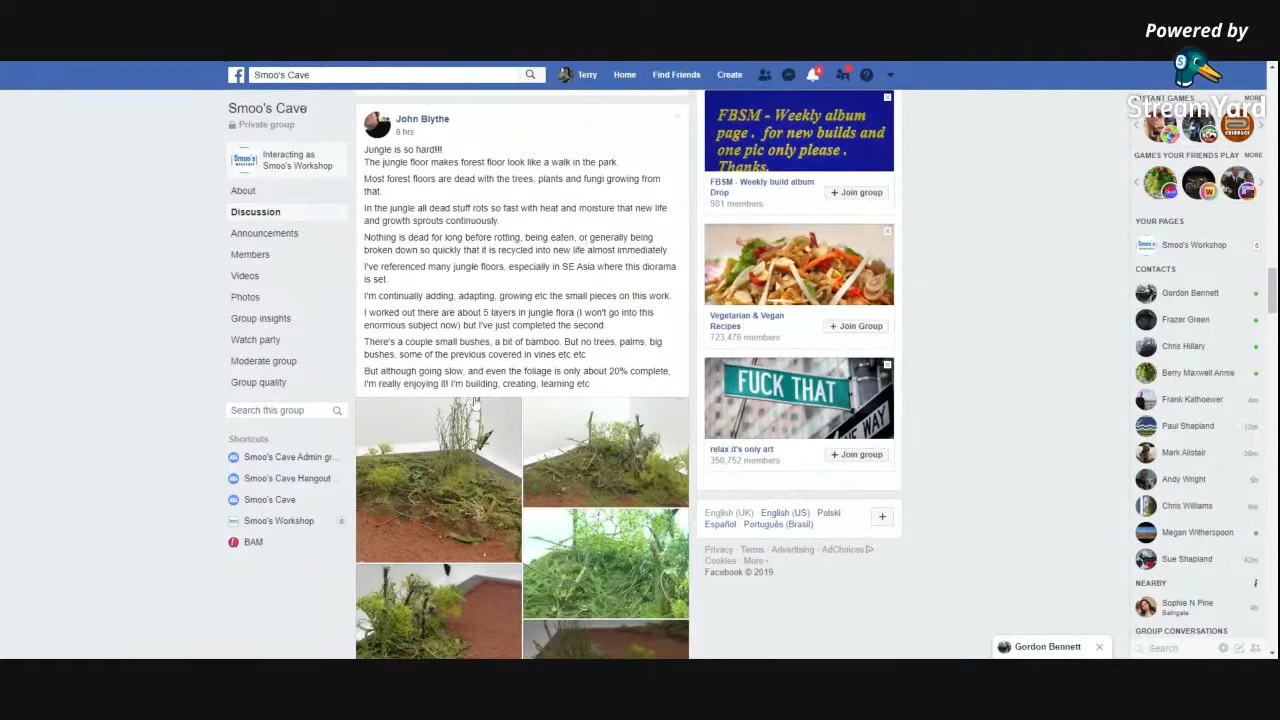 Powered by
StreamYard
Smoo's Cave
Terry
Home
Find Friends
Create
4
Smoo's Cave
Private group
Smoo's
Interacting as
Smoo's Workshop
About
Discussion
Announcements
Members
Videos
Photos
Group insights
Watch party
Moderate group
Group quality
Search this group
Shortcuts
Smoo's Cave Admin gr...
Smoo's Cave Hangout ...
Smoo's Cave
Smoo's Workshop
6
BAM
John Blythe
6 hrs
Jungle is so hard!!!
The jungle floor makes forest floor look like a walk in the park.
Most forest floors are dead with the trees, plants and fungi growing from
that.
In the jungle all dead stuff rots so fast with heat and moisture that new life
and growth sprouts continuously.
Nothing is dead for long before rotting, being eaten, or generally being
broken down so quickly that it is recycled into new life almost immediately.
I've referenced many jungle floors, especially in SE Asia where this diorama
is set.
I'm continually adding, adapting, growing etc the small pieces on this work.
I worked out there are about 5 layers in jungle flora (I won't go into this
enormous subject now) but I've just completed the second.
There's a couple small bushes, a bit of bamboo. But no trees, palms, big
bushes, some of the previous covered in vines etc etc
But although going slow, and even the foliage is only about 20% complete,
I'm really enjoying it! I'm building, creating, learning etc
FBSM - Weekly album
page . for new builds and
one pic only please .
Thanks.
FBSM - Weekly build album
Drop
981 members
+ Join group
Vegetarian & Vegan
Recipes
723,476 members
+ Join Group
FUCK THAT
WAY
relax it's only art
350,752 members
+ Join group
English (UK) · English (US) · Polski
Español · Português (Brasil)
+
Privacy · Terms · Advertising · AdChoices
Cookies · More
Facebook © 2019
INSTANT GAMES
MORE
GAMES YOUR FRIENDS PLAY
MORE
YOUR PAGES
Smoo's Workshop
6
CONTACTS
Gordon Bennett
Frazer Green
Chris Hillary
Berry Maxwell Annie
Frank Kathoewer
4m
Paul Shapland
12m
Mark Alistair
Andy Wright
5h
Chris Williams
Megan Witherspoon
Sue Shapland
42m
NEARBY
Sophie N Pirie
Bathgate
4h
GROUP CONVERSATIONS
Search
Gordon Bennett